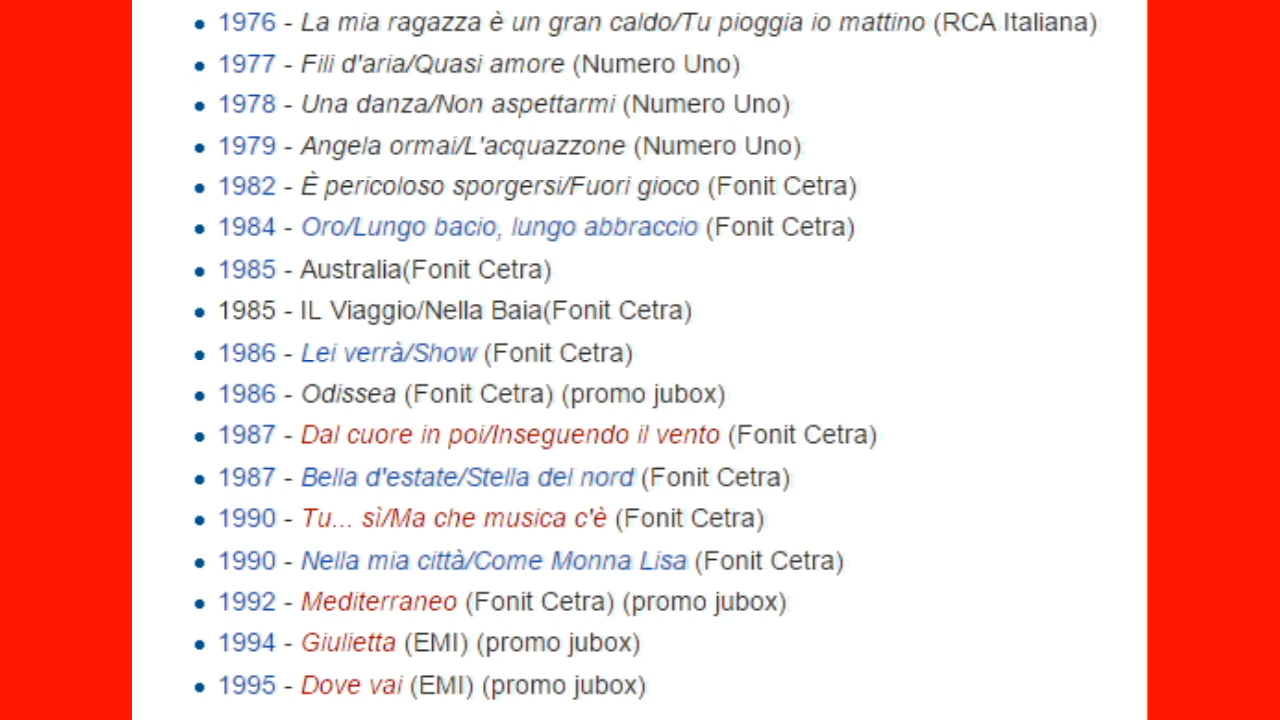 • 1976 - La mia ragazza è un gran caldo/Tu pioggia io mattino (RCA Italiana)
• 1977 - Fili d'aria/Quasi amore (Numero Uno)
• 1978 - Una danza/Non aspettarmi (Numero Uno)
• 1979 - Angela ormai/L'acquazzone (Numero Uno)
• 1982 - È pericoloso sporgersi/Fuori gioco (Fonit Cetra)
• 1984 - Oro/Lungo bacio, lungo abbraccio (Fonit Cetra)
• 1985 - Australia(Fonit Cetra)
• 1985 - IL Viaggio/Nella Baia(Fonit Cetra)
• 1986 - Lei verrà/Show (Fonit Cetra)
• 1986 - Odissea (Fonit Cetra) (promo jubox)
• 1987 - Dal cuore in poi/Inseguendo il vento (Fonit Cetra)
• 1987 - Bella d'estate/Stella del nord (Fonit Cetra)
• 1990 - Tu... sì/Ma che musica c'è (Fonit Cetra)
• 1990 - Nella mia città/Come Monna Lisa (Fonit Cetra)
• 1992 - Mediterraneo (Fonit Cetra) (promo jubox)
• 1994 - Giulietta (EMI) (promo jubox)
• 1995 - Dove vai (EMI) (promo jubox)